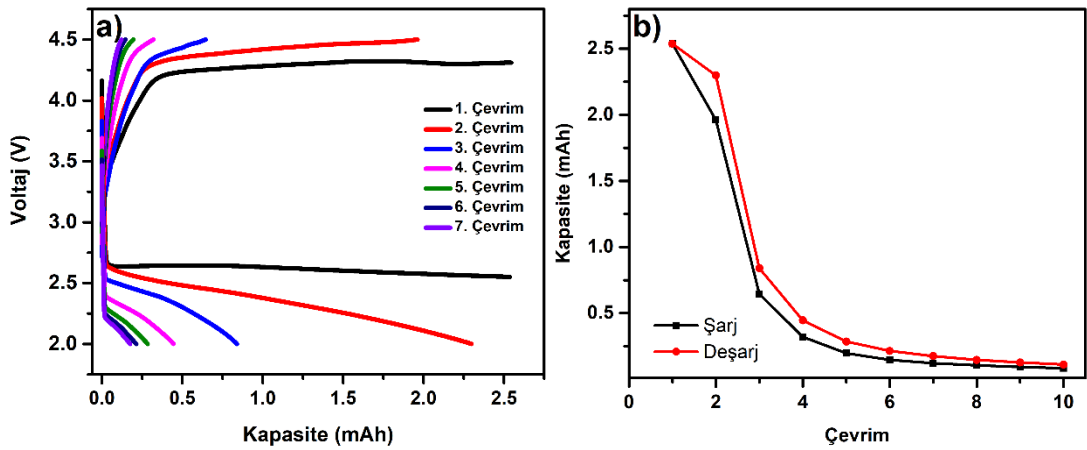 a)
4.5
4.0
3.5
3.0
2.5
2.0
Voltaj (V)
1. Çevrim
2. Çevrim
3. Çevrim
4. Çevrim
5. Çevrim
6. Çevrim
7. Çevrim
0.0 0.5 1.0 1.5 2.0 2.5
Kapasite (mAh)
b)
2.5
2.0
1.5
1.0
0.5
Kapasite (mAh)
Şarj
Deşarj
0 2 4 6 8 10
Çevrim